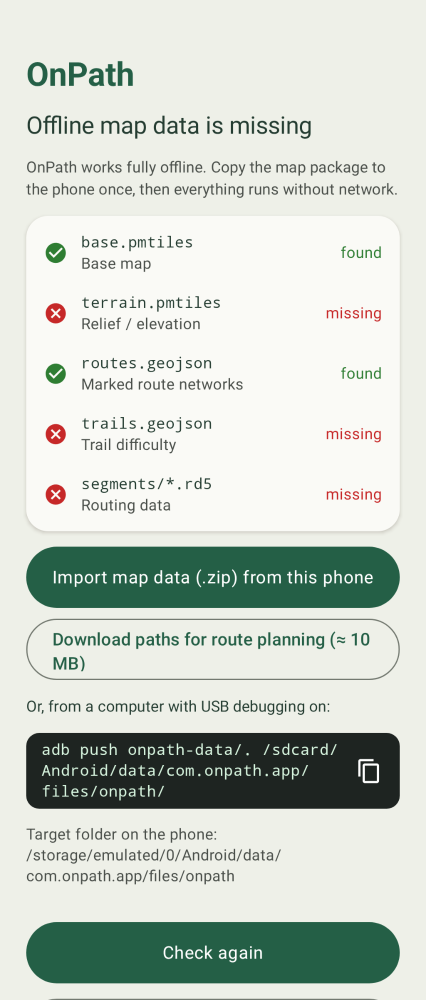 OnPath
Offline map data is missing
OnPath works fully offline. Copy the map package to
the phone once, then everything runs without network.
base.pmtiles
Base map
found
terrain.pmtiles
Relief / elevation
missing
routes.geojson
Marked route networks
found
trails.geojson
Trail difficulty
missing
segments/*.rd5
Routing data
missing
Import map data (.zip) from this phone
Download paths for route planning (≈ 10
MB)
Or, from a computer with USB debugging on:
adb push onpath-data/. /sdcard/
Android/data/com.onpath.app/
files/onpath/
Target folder on the phone:
/storage/emulated/0/Android/data/
com.onpath.app/files/onpath
Check again